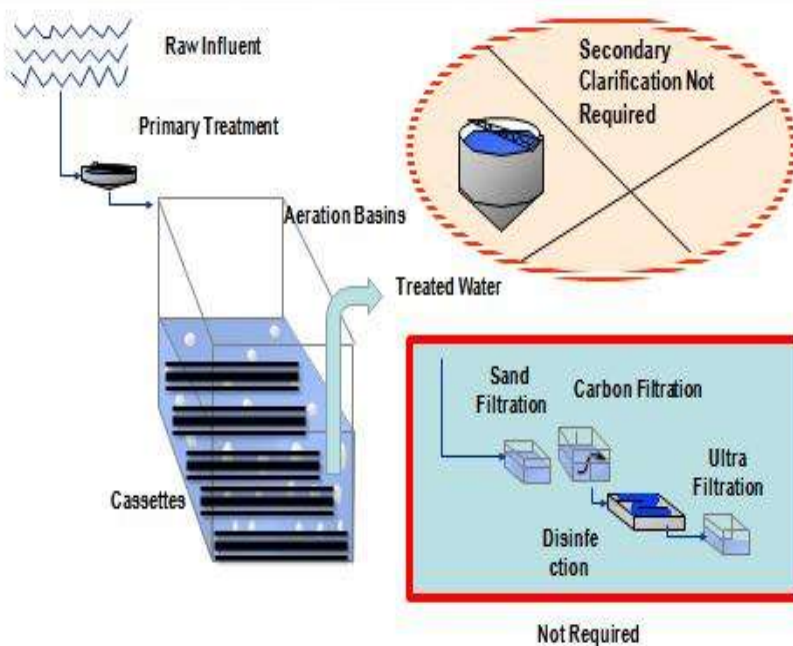 Raw Influent
Primary Treatment
Aeration Basins
Cassettes
Treated Water
Secondary
Clarification Not
Required
Sand
Filtration
Carbon Filtration
Ultra
Filtration
Disinfe
ction
Not Required